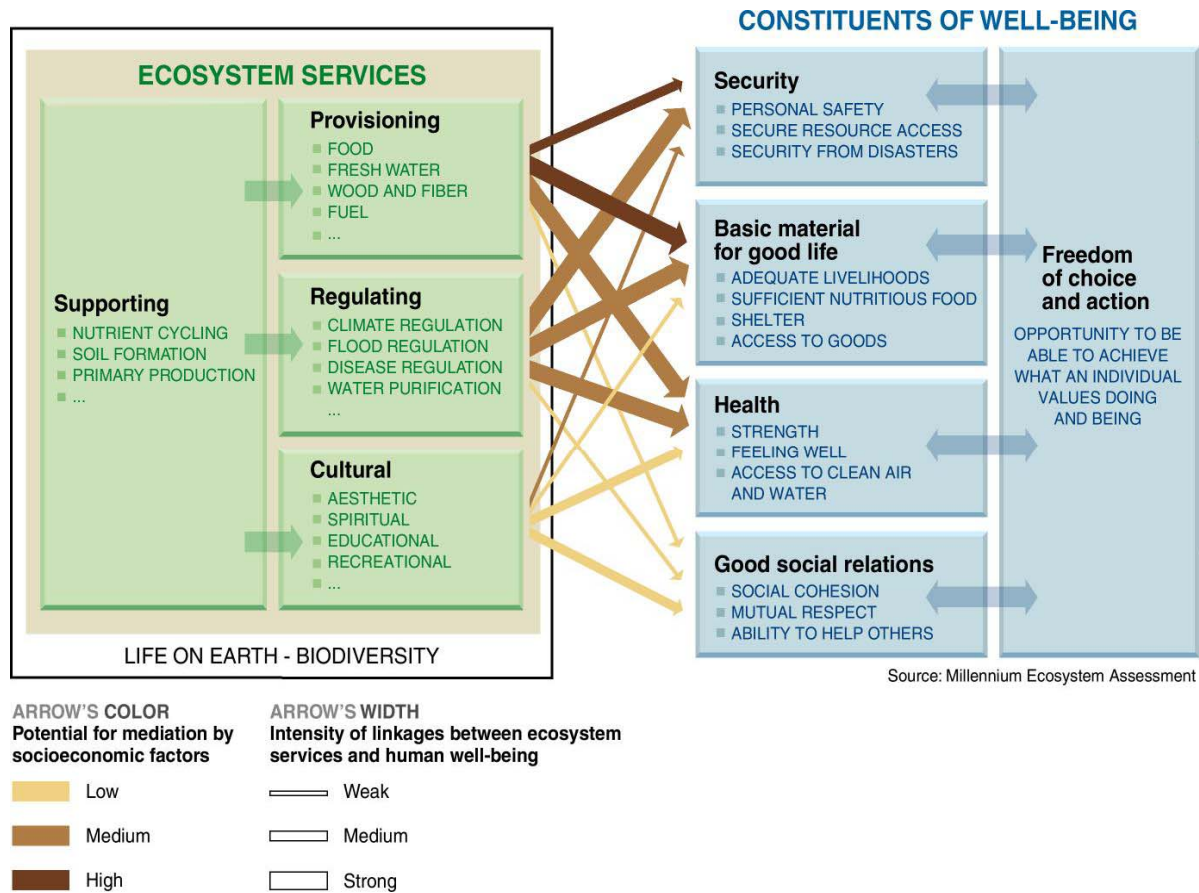 CONSTITUENTS OF WELL-BEING
ECOSYSTEM SERVICES
Supporting
NUTRIENT CYCLING
SOIL FORMATION
PRIMARY PRODUCTION
...
Provisioning
FOOD
FRESH WATER
WOOD AND FIBER
FUEL
...
Regulating
CLIMATE REGULATION
FLOOD REGULATION
DISEASE REGULATION
WATER PURIFICATION
...
Cultural
AESTHETIC
SPIRITUAL
EDUCATIONAL
RECREATIONAL
...
LIFE ON EARTH - BIODIVERSITY
Security
PERSONAL SAFETY
SECURE RESOURCE ACCESS
SECURITY FROM DISASTERS
Basic material
for good life
ADEQUATE LIVELIHOODS
SUFFICIENT NUTRITIOUS FOOD
SHELTER
ACCESS TO GOODS
Health
STRENGTH
FEELING WELL
ACCESS TO CLEAN AIR
AND WATER
Good social relations
SOCIAL COHESION
MUTUAL RESPECT
ABILITY TO HELP OTHERS
Freedom
of choice
and action
OPPORTUNITY TO BE
ABLE TO ACHIEVE
WHAT AN INDIVIDUAL
VALUES DOING
AND BEING
Source: Millennium Ecosystem Assessment
ARROW'S COLOR
Potential for mediation by
socioeconomic factors
Low
Medium
High
ARROW'S WIDTH
Intensity of linkages between ecosystem
services and human well-being
Weak
Medium
Strong